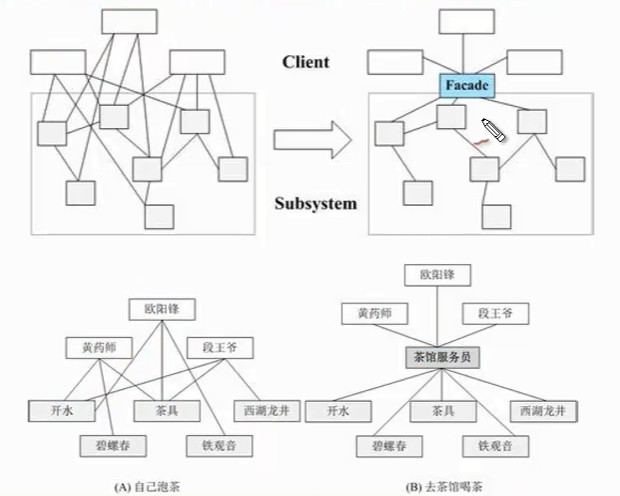 Client
Facade
Subsystem
欧阳锋
黄药师
段王爷
开水
茶具
西湖龙井
碧螺春
铁观音
(A) 自己泡茶
欧阳锋
黄药师
段王爷
茶馆服务员
开水
茶具
西湖龙井
碧螺春
铁观音
(B) 去茶馆喝茶